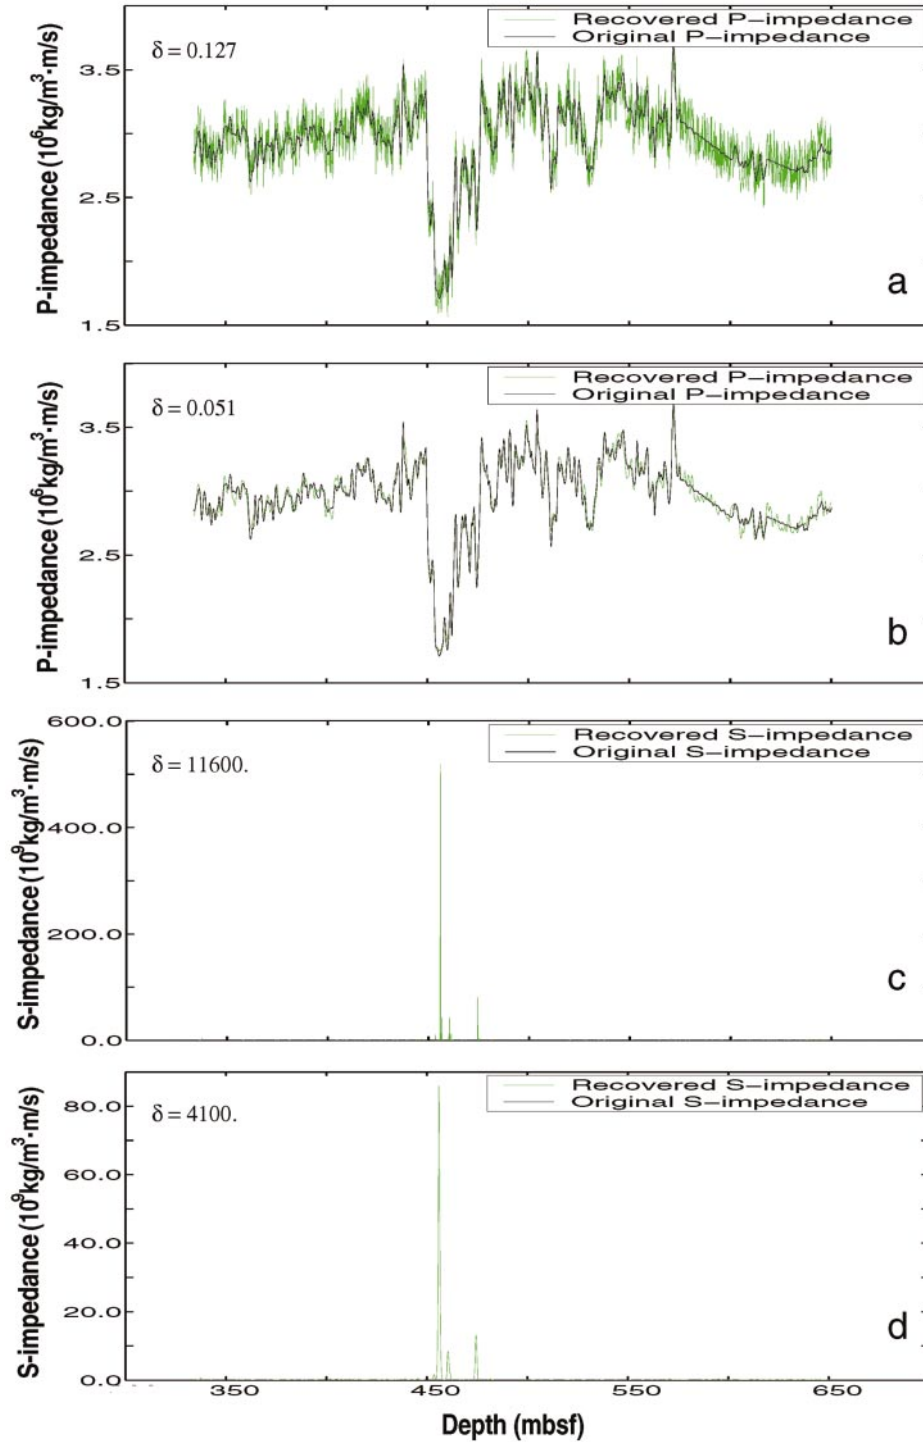 Recovered P-impedance
Original P-impedance
δ = 0.127
3.5
2.5
1.5
P-impedance (10⁶kg/m³·m/s)
a
Recovered P-impedance
Original P-impedance
δ = 0.051
3.5
2.5
1.5
P-impedance (10⁶kg/m³·m/s)
b
600.0
Recovered S-impedance
Original S-impedance
δ = 11600.
400.0
200.0
0.0
S-impedance (10⁹kg/m³·m/s)
c
Recovered S-impedance
Original S-impedance
δ = 4100.
80.0
60.0
40.0
20.0
0.0
S-impedance (10⁹kg/m³·m/s)
d
350 450 550 650
Depth (mbsf)